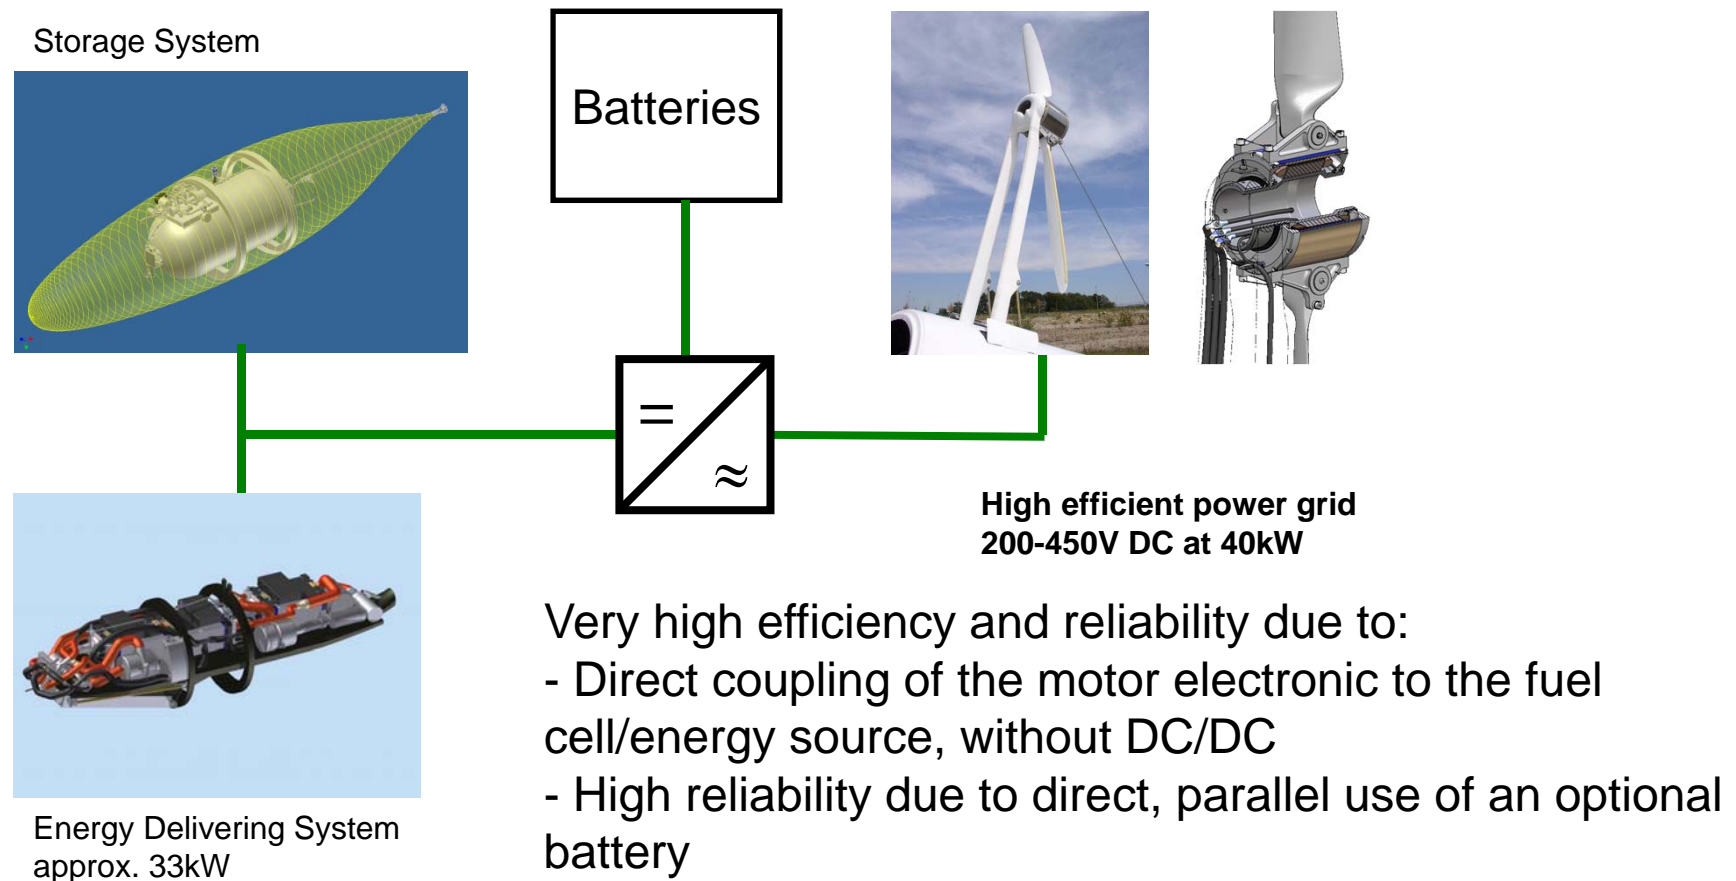 Storage System
Batteries
=
≈
High efficient power grid
200-450V DC at 40kW
Very high efficiency and reliability due to:
- Direct coupling of the motor electronic to the fuel
cell/energy source, without DC/DC
- High reliability due to direct, parallel use of an optional
battery
Energy Delivering System
approx. 33kW